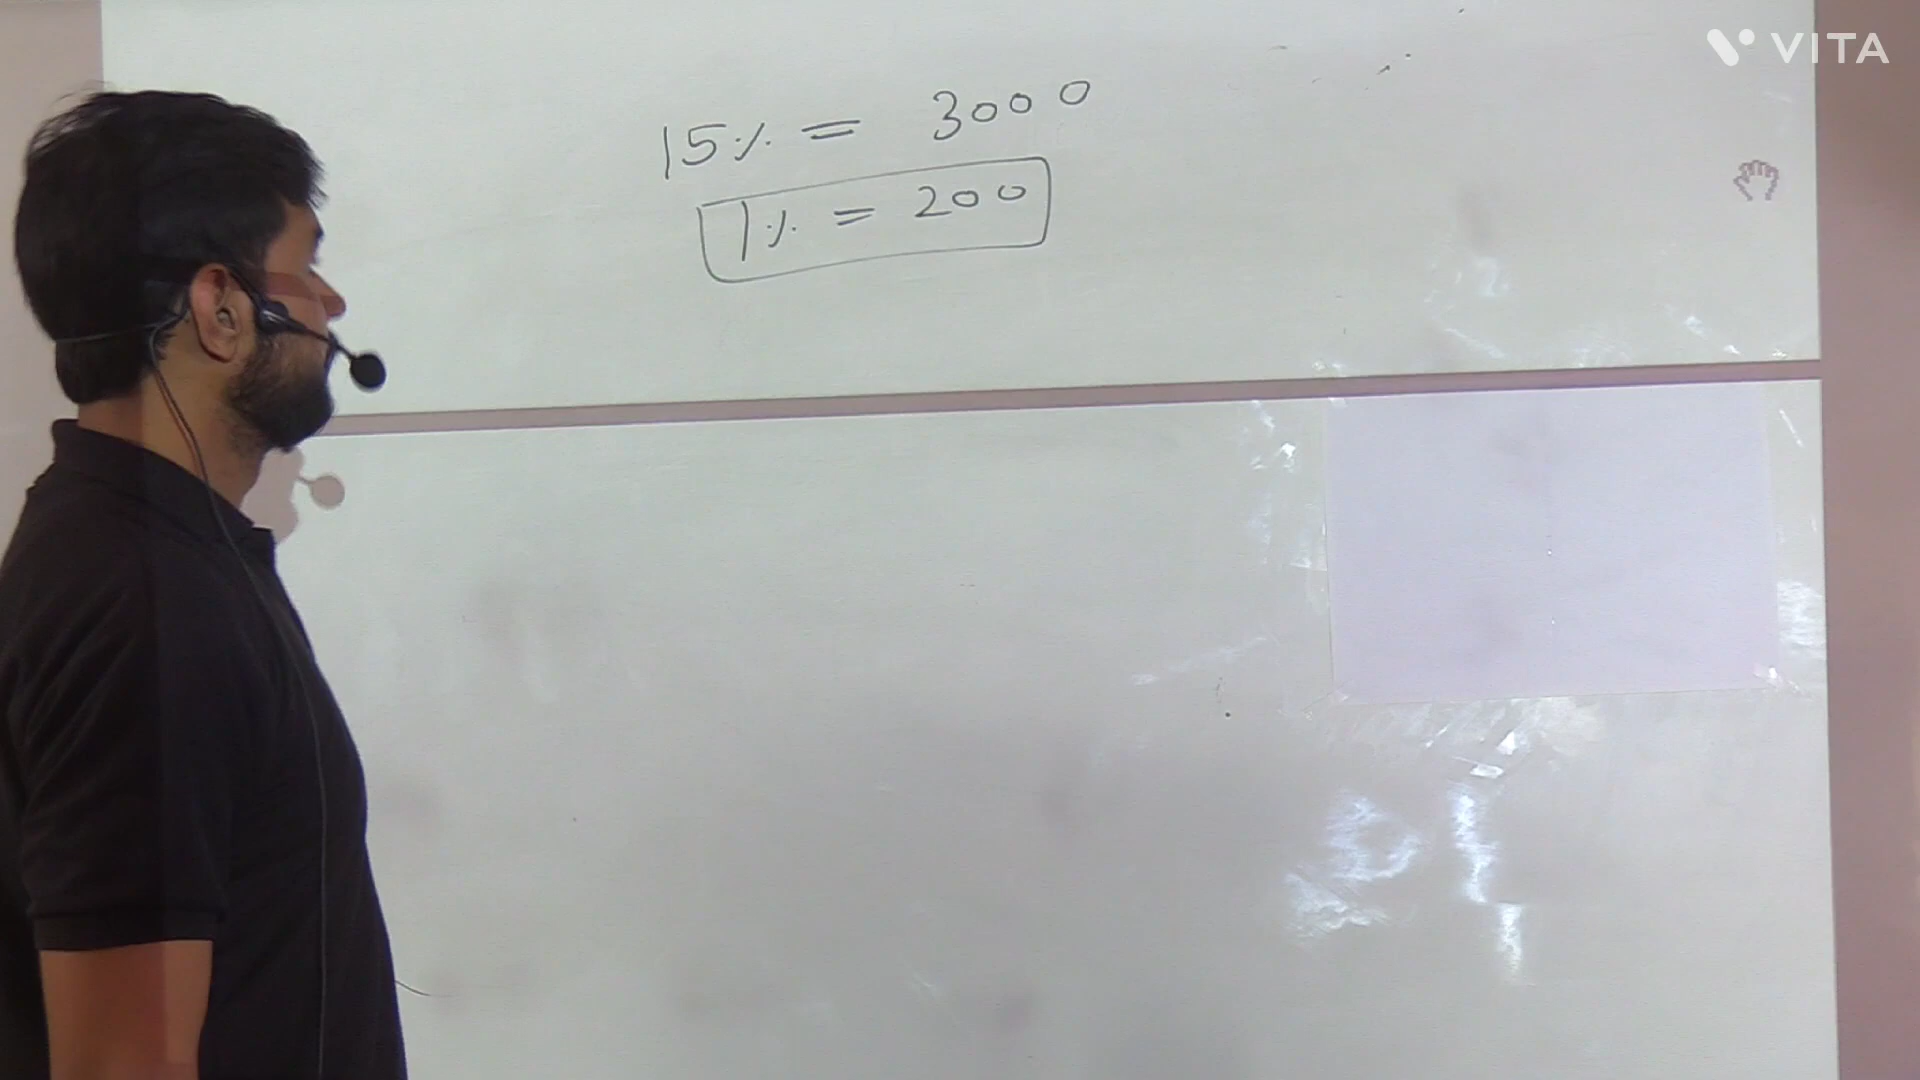 VITA
15% = 3000
1% = 200